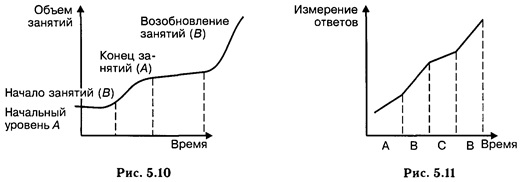 Объем
занятий
Возобновление
занятий (B)
Конец за-
нятий (A)
Начало занятий (B)
Начальный
уровень A
Время
Рис. 5.10
Измерение
ответов
A B C B
Время
Рис. 5.11